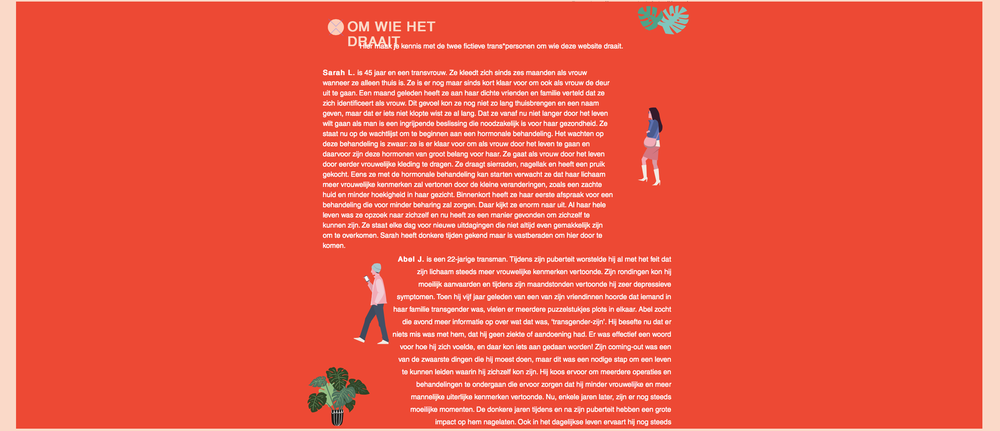 OM WIE HET
DRAAIT
Hier maak je kennis met de twee fictieve trans*personen om wie deze website draait.
Sarah L. is 45 jaar en een transvrouw. Ze kleedt zich sinds zes maanden als vrouw
wanneer ze alleen thuis is. Ze is er nog maar sinds kort klaar voor om ook als vrouw de deur
uit te gaan. Een maand geleden heeft ze aan haar dichte vrienden en familie verteld dat ze
zich identificeert als vrouw. Dit gevoel kon ze nog niet zo lang thuisbrengen en een naam
geven, maar dat er iets niet klopte wist ze al lang. Dat ze vanaf nu niet langer door het leven
wilt gaan als man is een ingrijpende beslissing die noodzakelijk is voor haar gezondheid. Ze
staat nu op de wachtlijst om te beginnen aan een hormonale behandeling. Het wachten op
deze behandeling is zwaar: ze is er klaar voor om als vrouw door het leven te gaan en
daarvoor zijn deze hormonen van groot belang voor haar. Ze gaat als vrouw door het leven
door eerder vrouwelijke kleding te dragen. Ze draagt sierraden, nagellak en heeft een pruik
gekocht. Eens ze met de hormonale behandeling kan starten verwacht ze dat haar lichaam
meer vrouwelijke kenmerken zal vertonen door de kleine veranderingen, zoals een zachte
huid en minder hoekigheid in haar gezicht. Binnenkort heeft ze haar eerste afspraak voor een
behandeling die voor minder beharing zal zorgen. Daar kijkt ze enorm naar uit. Al haar hele
leven was ze opzoek naar zichzelf en nu heeft ze een manier gevonden om zichzelf te
kunnen zijn. Ze staat elke dag voor nieuwe uitdagingen die niet altijd even gemakkelijk zijn
om te overkomen. Sarah heeft donkere tijden gekend maar is vastberaden om hier door te
komen.
Abel J. is een 22-jarige transman. Tijdens zijn puberteit worstelde hij al met het feit dat
zijn lichaam steeds meer vrouwelijke kenmerken vertoonde. Zijn rondingen kon hij
moeilijk aanvaarden en tijdens zijn maandstonden vertoonde hij zeer depressieve
symptomen. Toen hij vijf jaar geleden van een van zijn vriendinnen hoorde dat iemand in
haar familie transgender was, vielen er meerdere puzzelstukjes plots in elkaar. Abel zocht
die avond meer informatie op over wat dat was, ‘transgender-zijn’. Hij besefte nu dat er
niets mis was met hem, dat hij geen ziekte of aandoening had. Er was effectief een woord
voor hoe hij zich voelde, en daar kon iets aan gedaan worden! Zijn coming-out was een
van de zwaarste dingen die hij moest doen, maar dit was een nodige stap om een leven
te kunnen leiden waarin hij zichzelf kon zijn. Hij koos ervoor om meerdere operaties en
behandelingen te ondergaan die ervoor zorgen dat hij minder vrouwelijke en meer
mannelijke uiterlijke kenmerken vertoonde. Nu, enkele jaren later, zijn er nog steeds
moeilijke momenten. De donkere jaren tijdens en na zijn puberteit hebben een grote
impact op hem nagelaten. Ook in het dagelijkse leven ervaart hij nog steeds